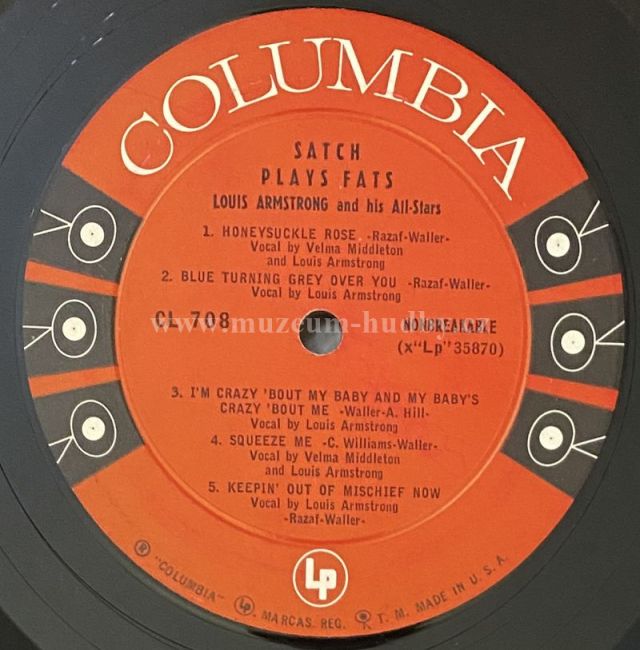 COLUMBIA
SATCH
PLAYS FATS
LOUIS ARMSTRONG and his All-Stars
1. HONEYSUCKLE ROSE -Razaf-Waller-
Vocal by Velma Middleton
and Louis Armstrong
2. BLUE TURNING GREY OVER YOU -Razaf-Waller-
Vocal by Louis Armstrong
CL 708
NONBREAKABLE
(x"Lp"35870)
www.muzeum-hudby.cz
3. I'M CRAZY 'BOUT MY BABY AND MY BABY'S
CRAZY 'BOUT ME -Waller-A. Hill-
Vocal by Louis Armstrong
4. SQUEEZE ME -C. Williams-Waller-
Vocal by Velma Middleton
and Louis Armstrong
5. KEEPIN' OUT OF MISCHIEF NOW
Vocal by Louis Armstrong
-Razaf-Waller-
LP
® "COLUMBIA" LP. MARCAS REG. T. M. MADE IN U. S. A.